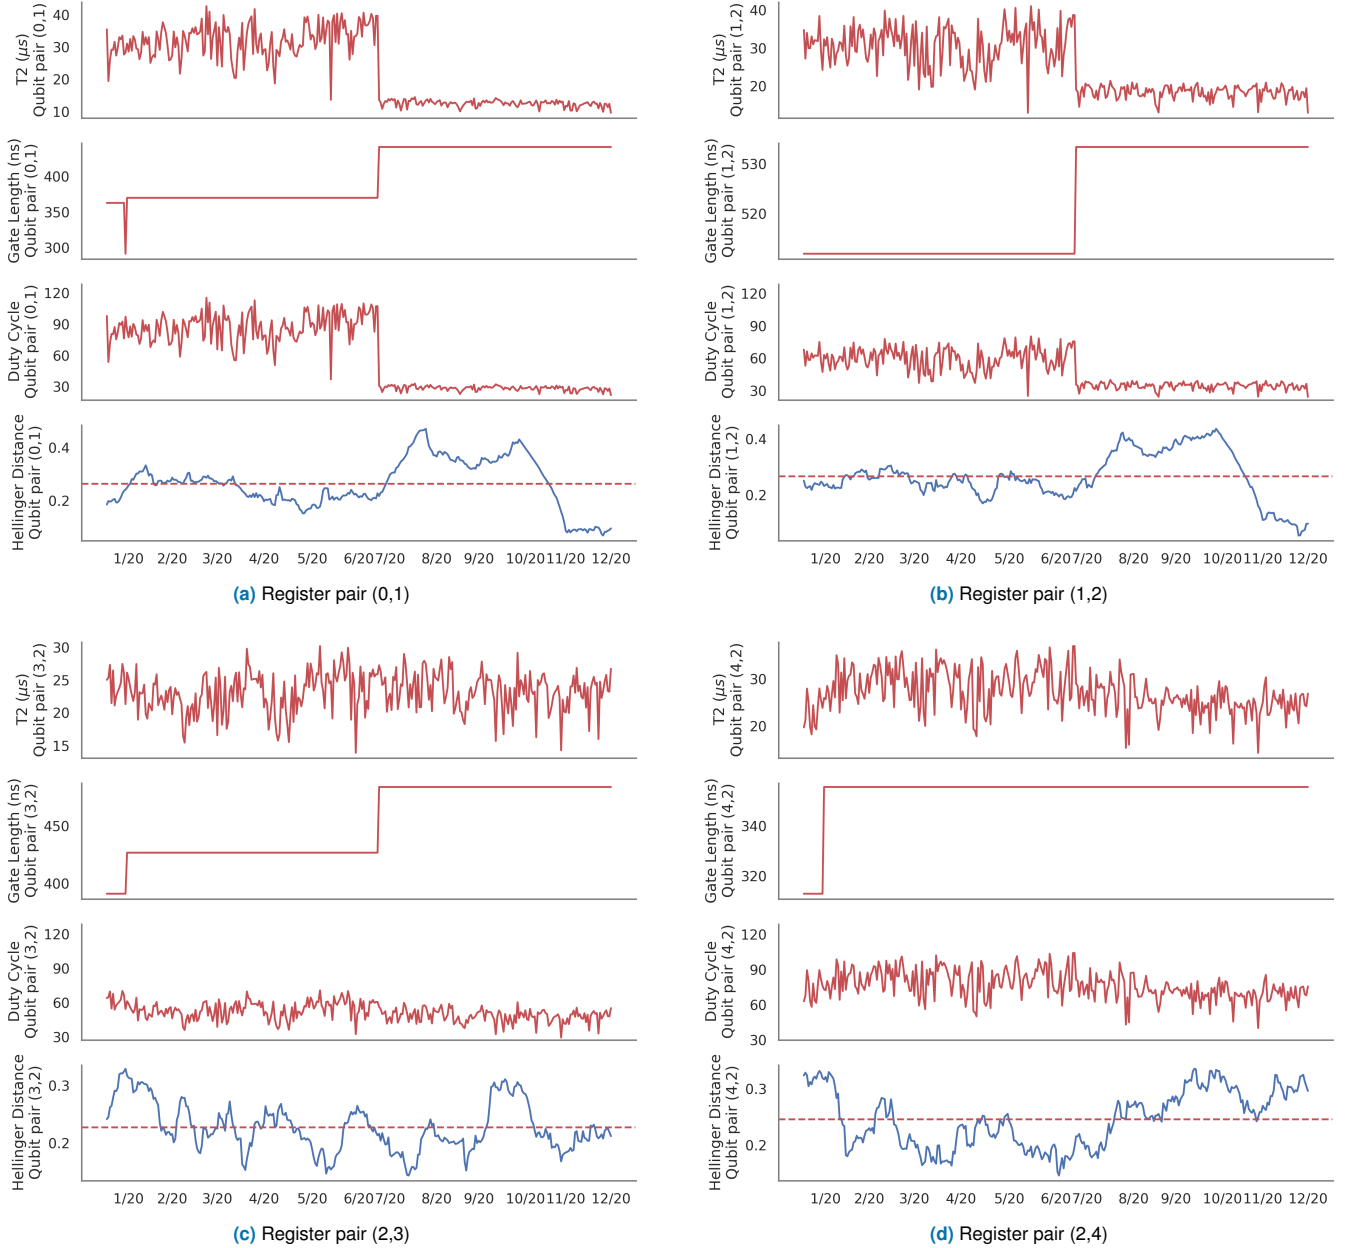 T2 (μs)
Qubit pair (0,1)
40
30
20
10
Gate Length (ns)
Qubit pair (0,1)
400
350
300
Duty Cycle
Qubit pair (0,1)
120
90
60
30
Hellinger Distance
Qubit pair (0,1)
0.4
0.2
1/20 2/20 3/20 4/20 5/20 6/20 7/20 8/20 9/20 10/20 11/20 12/20
(a) Register pair (0,1)
T2 (μs)
Qubit pair (1,2)
40
30
20
Gate Length (ns)
Qubit pair (1,2)
530
520
Duty Cycle
Qubit pair (1,2)
120
90
60
30
Hellinger Distance
Qubit pair (1,2)
0.4
0.2
1/20 2/20 3/20 4/20 5/20 6/20 7/20 8/20 9/20 10/20 11/20 12/20
(b) Register pair (1,2)
T2 (μs)
Qubit pair (3,2)
30
25
20
15
Gate Length (ns)
Qubit pair (3,2)
450
400
Duty Cycle
Qubit pair (3,2)
120
90
60
30
Hellinger Distance
Qubit pair (3,2)
0.3
0.2
1/20 2/20 3/20 4/20 5/20 6/20 7/20 8/20 9/20 10/20 11/20 12/20
(c) Register pair (2,3)
T2 (μs)
Qubit pair (4,2)
30
20
Gate Length (ns)
Qubit pair (4,2)
340
320
Duty Cycle
Qubit pair (4,2)
120
90
60
30
Hellinger Distance
Qubit pair (4,2)
0.3
0.2
1/20 2/20 3/20 4/20 5/20 6/20 7/20 8/20 9/20 10/20 11/20 12/20
(d) Register pair (2,4)